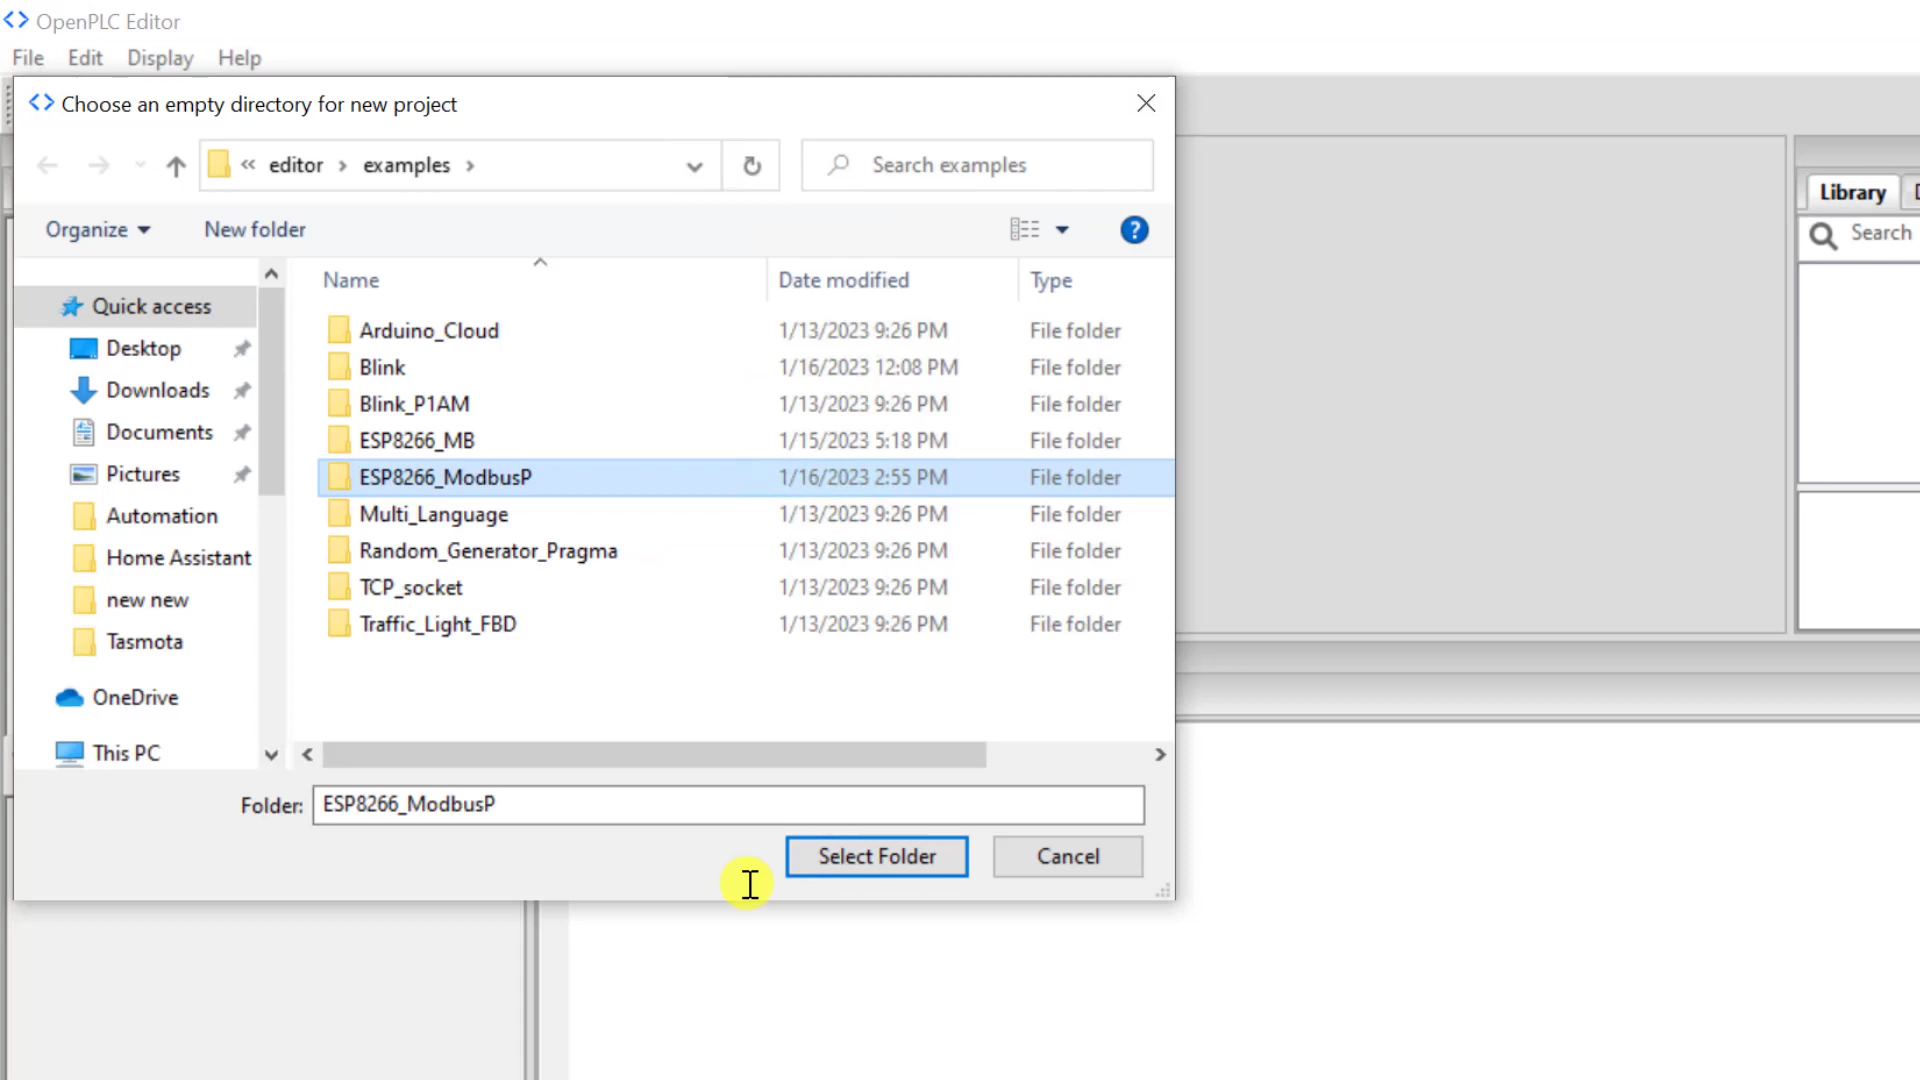 OpenPLC Editor
File Edit Display Help
Choose an empty directory for new project
« editor › examples ›
Search examples
Organize
New folder
?
Name Date modified Type
Quick access
Desktop
Downloads
Documents
Pictures
Automation
Home Assistant
new new
Tasmota
OneDrive
This PC
Arduino_Cloud 1/13/2023 9:26 PM File folder
Blink 1/16/2023 12:08 PM File folder
Blink_P1AM 1/13/2023 9:26 PM File folder
ESP8266_MB 1/15/2023 5:18 PM File folder
ESP8266_ModbusP 1/16/2023 2:55 PM File folder
Multi_Language 1/13/2023 9:26 PM File folder
Random_Generator_Pragma 1/13/2023 9:26 PM File folder
TCP_socket 1/13/2023 9:26 PM File folder
Traffic_Light_FBD 1/13/2023 9:26 PM File folder
Folder: ESP8266_ModbusP
Select Folder Cancel
Library
Search